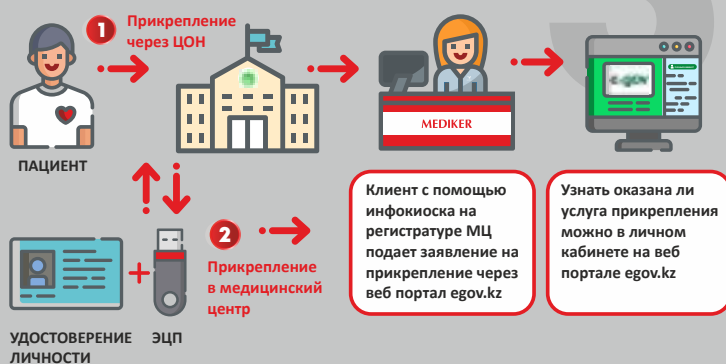 1
Прикрепление
через ЦОН
ПАЦИЕНТ
MEDIKER
2
Прикрепление
в медицинский
центр
УДОСТОВЕРЕНИЕ
ЛИЧНОСТИ
ЭЦП
Клиент с помощью
инфокиоска на
регистратуре МЦ
подает заявление на
прикрепление через
веб портал egov.kz
Узнать оказана ли
услуга прикрепления
можно в личном
кабинете на веб
портале egov.kz